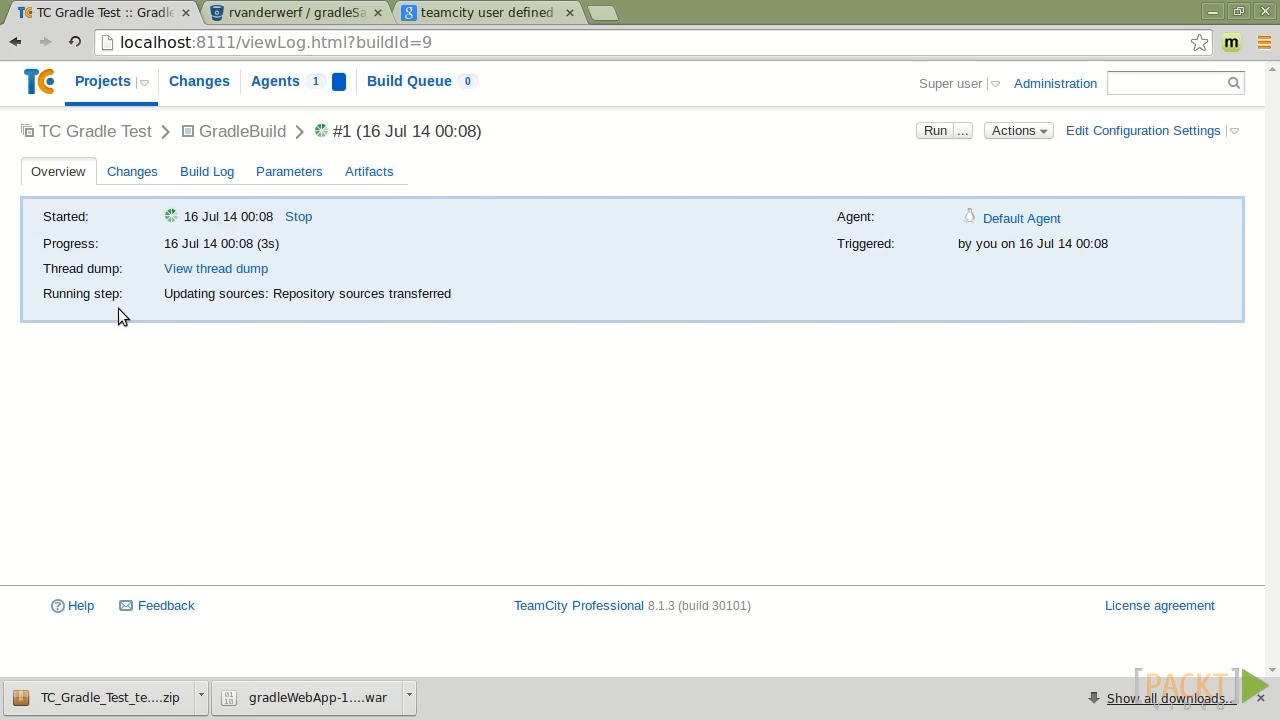 TC Gradle Test :: Gradle
rvanderwerf / gradleSa
teamcity user defined
localhost:8111/viewLog.html?buildId=9
m
TC
Projects
Changes
Agents 1
Build Queue 0
Super user
Administration
TC Gradle Test
GradleBuild
#1 (16 Jul 14 00:08)
Run ...
Actions
Edit Configuration Settings
Overview
Changes
Build Log
Parameters
Artifacts
Started: 16 Jul 14 00:08 Stop
Agent: Default Agent
Progress: 16 Jul 14 00:08 (3s)
Triggered: by you on 16 Jul 14 00:08
Thread dump: View thread dump
Running step: Updating sources: Repository sources transferred
Help
Feedback
TeamCity Professional 8.1.3 (build 30101)
License agreement
TC_Gradle_Test_te....zip
gradleWebApp-1....war
Show all downloads...
[PACKT]